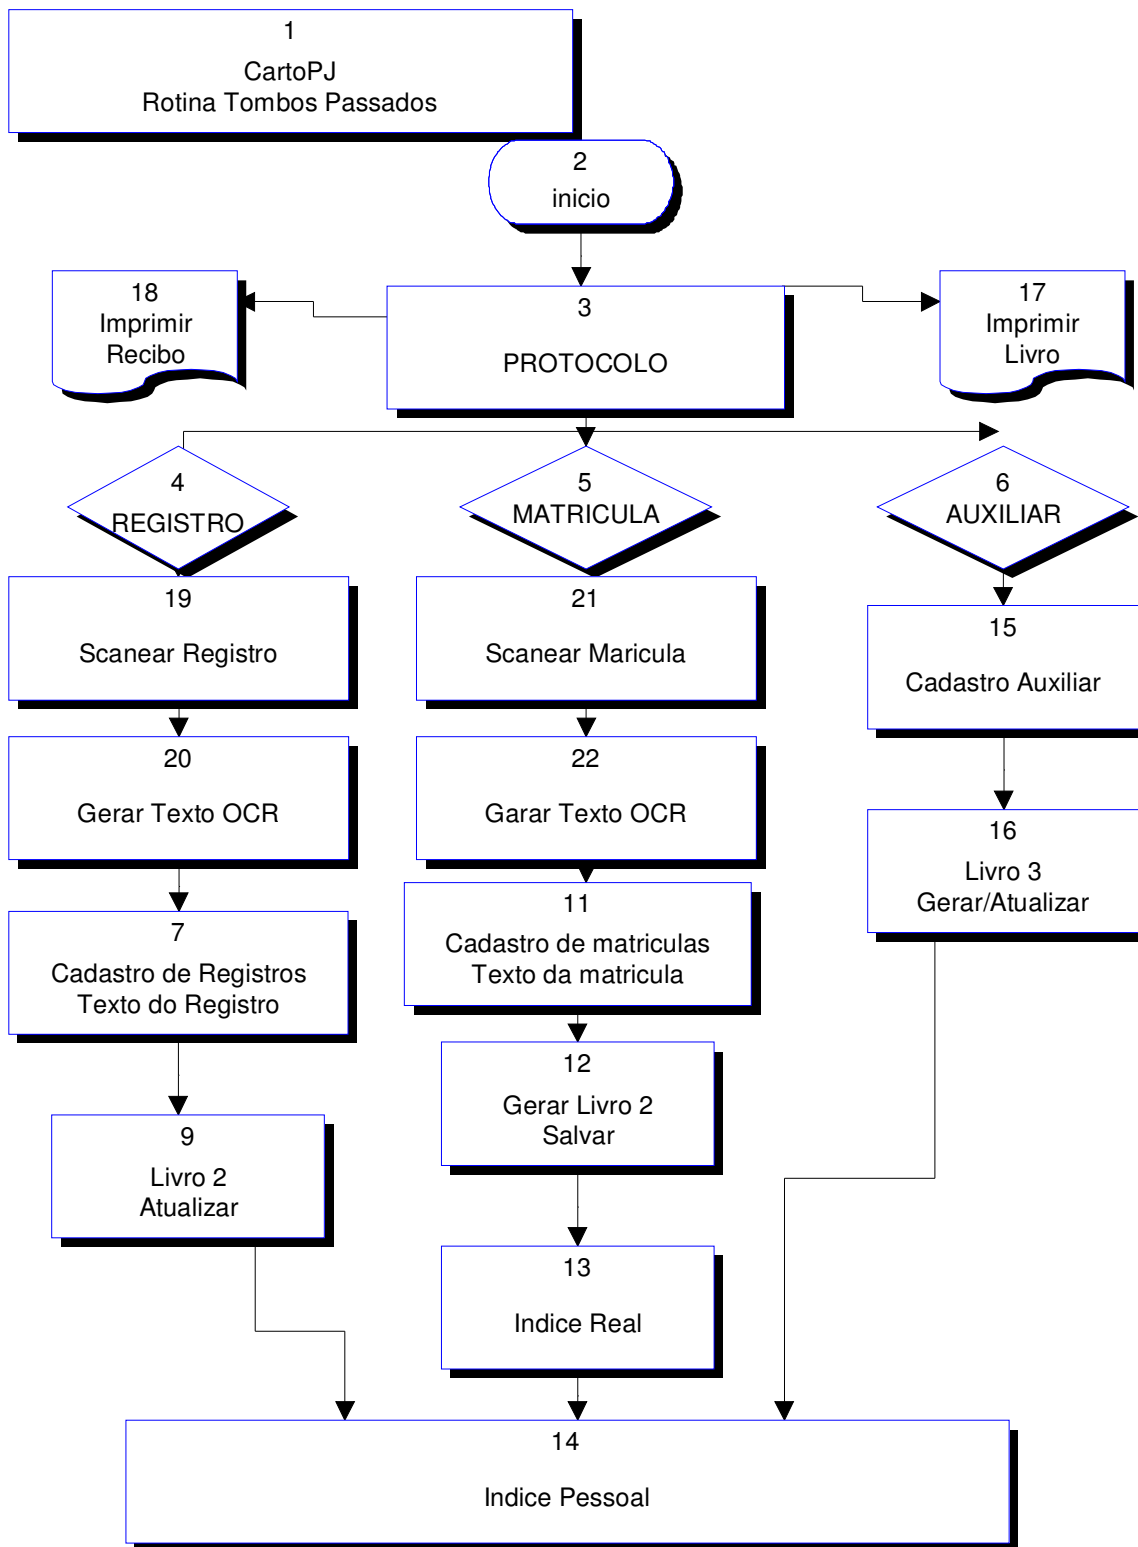 1
CartoPJ
Rotina Tombos Passados
2
inicio
18
Imprimir
Recibo
3
PROTOCOLO
17
Imprimir
Livro
4
REGISTRO
5
MATRICULA
6
AUXILIAR
19
Scanear Registro
21
Scanear Maricula
15
Cadastro Auxiliar
20
Gerar Texto OCR
22
Garar Texto OCR
16
Livro 3
Gerar/Atualizar
7
Cadastro de Registros
Texto do Registro
11
Cadastro de matriculas
Texto da matricula
12
Gerar Livro 2
Salvar
9
Livro 2
Atualizar
13
Indice Real
14
Indice Pessoal